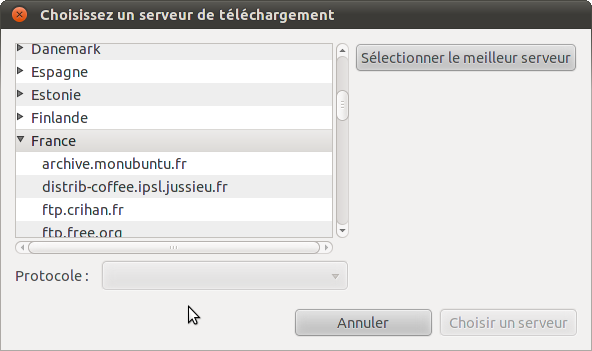 Choisissez un serveur de téléchargement
Danemark
Sélectionner le meilleur serveur
Espagne
Estonie
Finlande
France
archive.monubuntu.fr
distrib-coffee.ipsl.jussieu.fr
ftp.crihan.fr
ftp.free.org
Protocole :
Annuler
Choisir un serveur